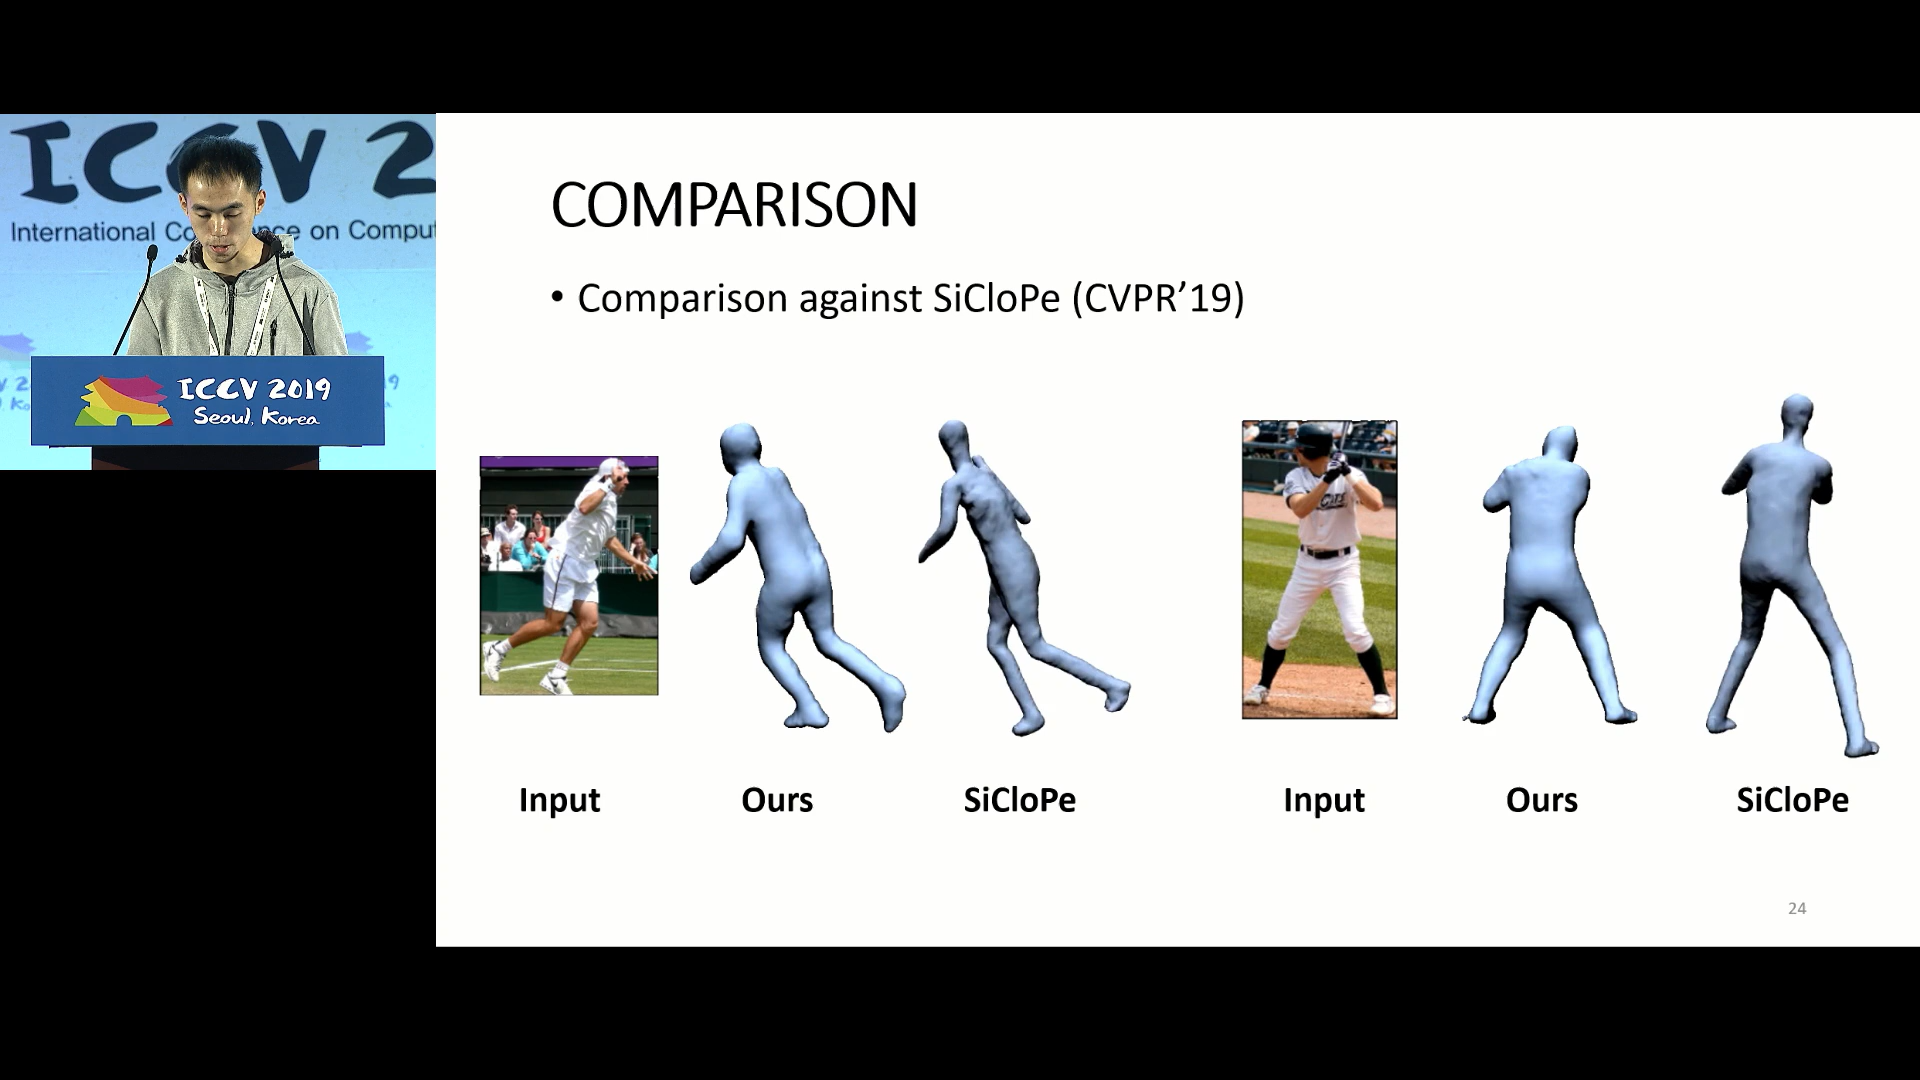 ICCV 2
International Co nce on Comput
ICCV 2019
Seoul, Korea
COMPARISON
• Comparison against SiCloPe (CVPR’19)
Input
Ours
SiCloPe
Input
Ours
SiCloPe
24